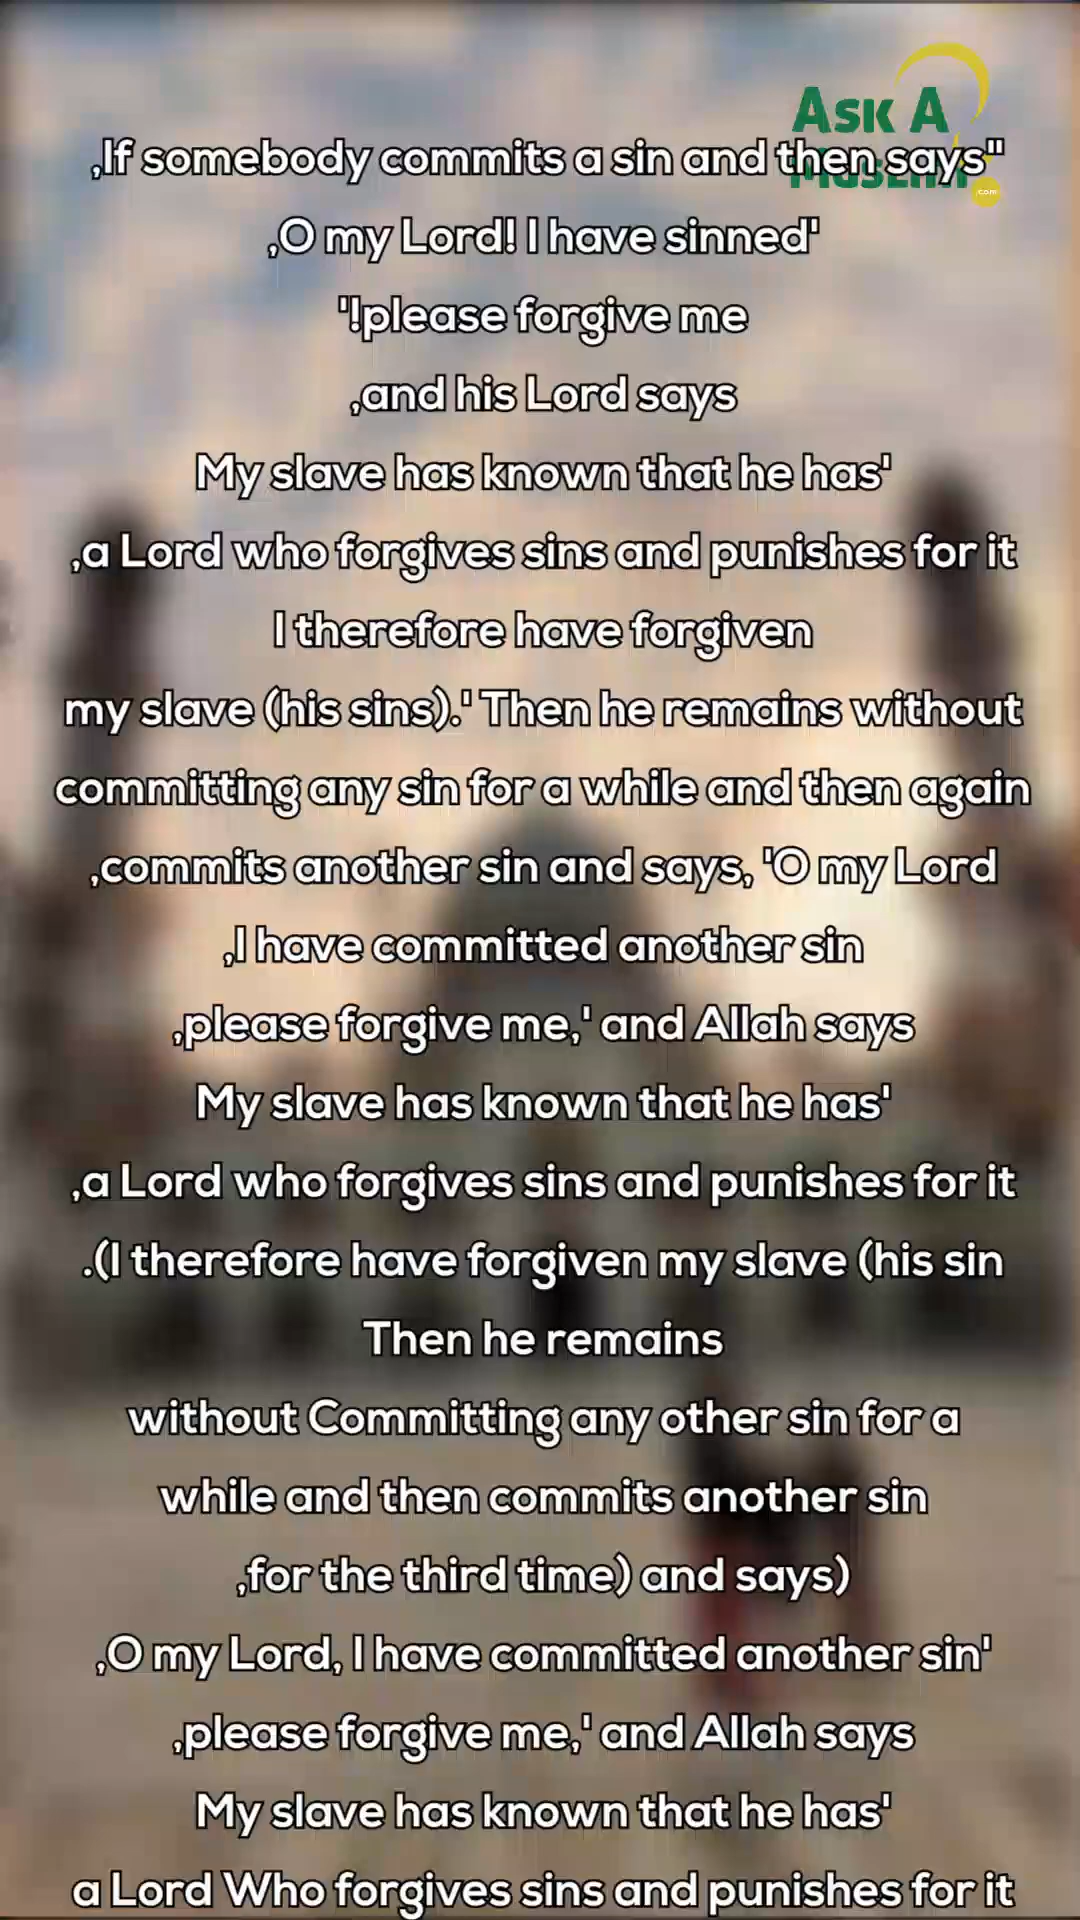 Ask A
Muslim
.com
,If somebody commits a sin and then says"
,O my Lord! I have sinned'
'!please forgive me
,and his Lord says
My slave has known that he has'
,a Lord who forgives sins and punishes for it
I therefore have forgiven
my slave (his sins).' Then he remains without
committing any sin for a while and then again
,commits another sin and says, 'O my Lord
,I have committed another sin
,please forgive me,' and Allah says
My slave has known that he has'
,a Lord who forgives sins and punishes for it
.(I therefore have forgiven my slave (his sin
Then he remains
without Committing any other sin for a
while and then commits another sin
,for the third time) and says)
,O my Lord, I have committed another sin'
,please forgive me,' and Allah says
My slave has known that he has'
a Lord Who forgives sins and punishes for it